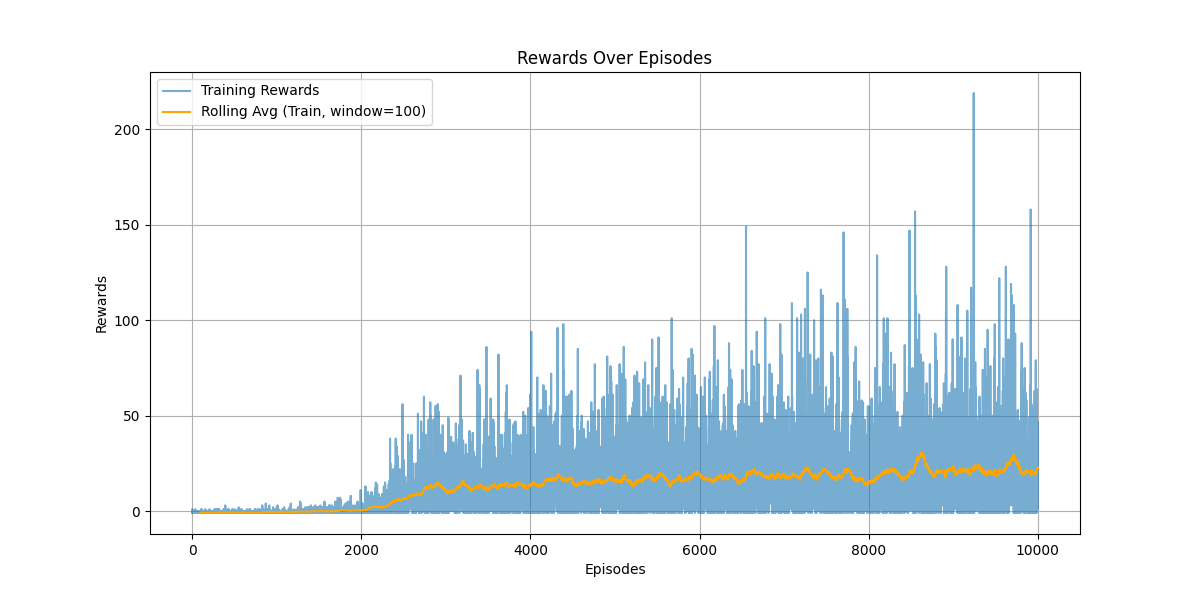 Rewards Over Episodes
Training Rewards
Rolling Avg (Train, window=100)
Rewards
200
150
100
50
0
0 2000 4000 6000 8000 10000
Episodes